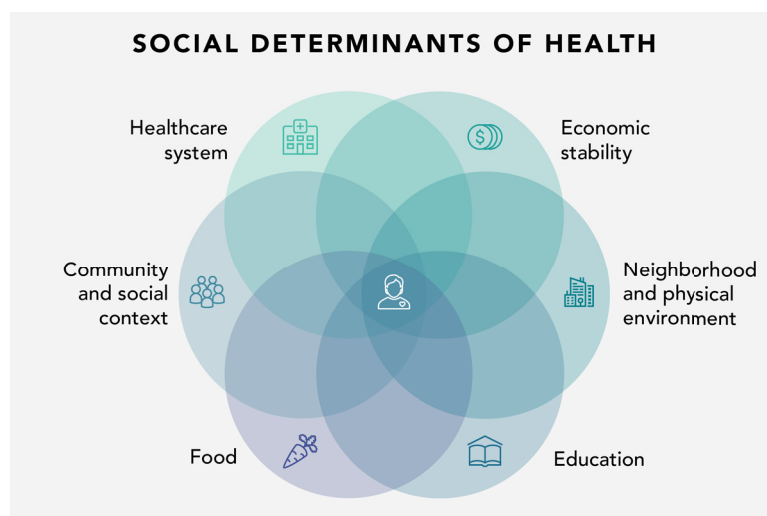 SOCIAL DETERMINANTS OF HEALTH
Healthcare
system
Economic
stability
Community
and social
context
Neighborhood
and physical
environment
Food
Education
$